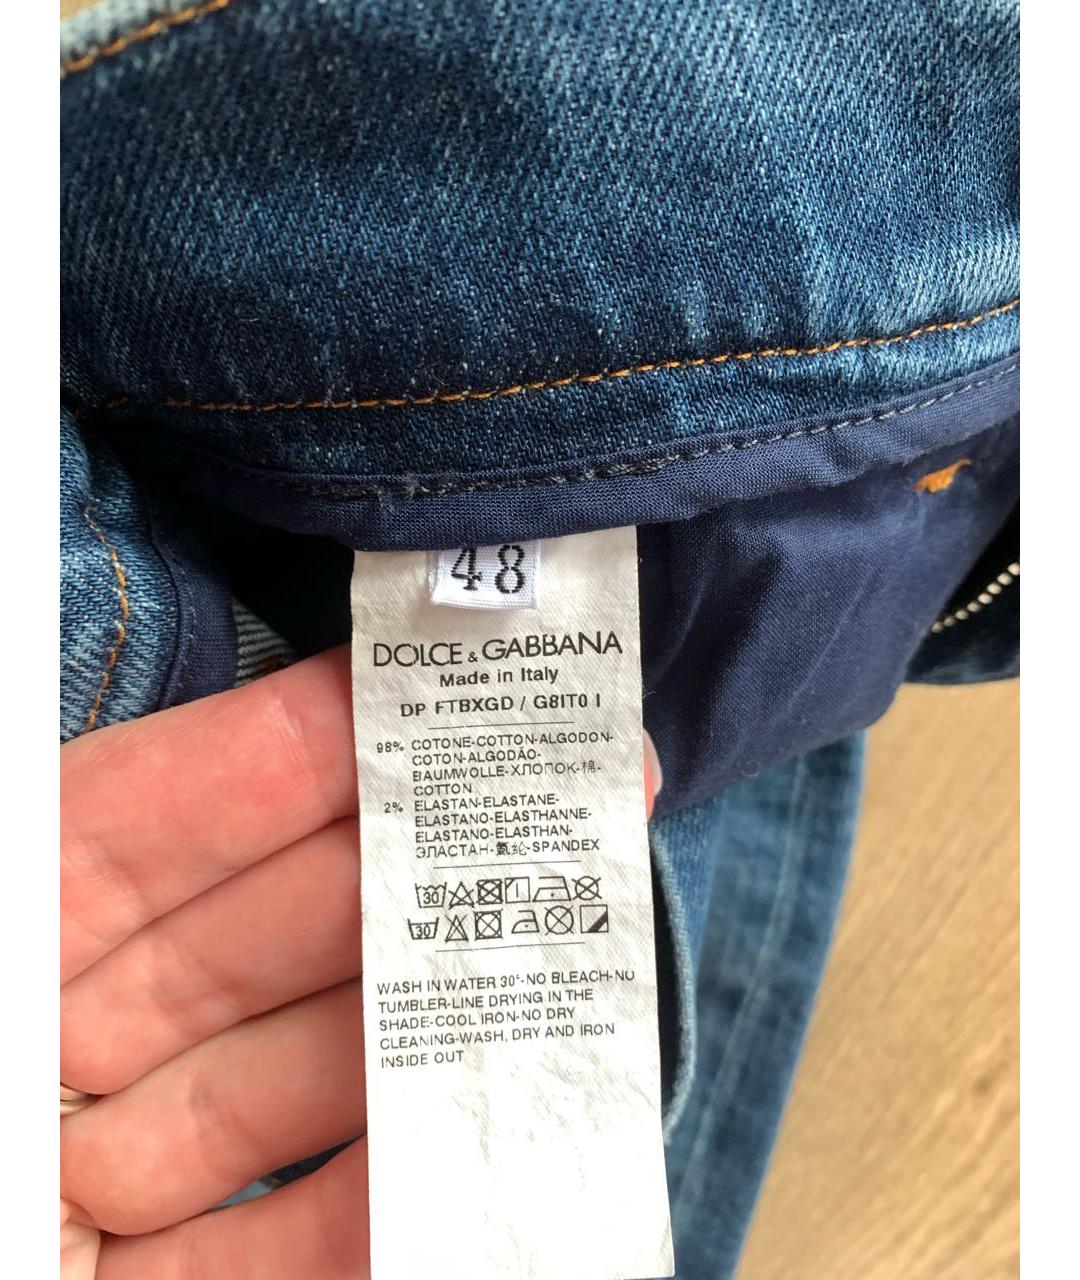 48
DOLCE & GABBANA
Made in Italy
DP FTBXGD / G8IT0 I
98% COTONE-COTTON-ALGODON-
COTON-ALGODÃO-
BAUMWOLLE-ХЛОПОК-棉-
COTTON
2% ELASTAN-ELASTANE-
ELASTANO-ELASTHANNE-
ELASTANO-ELASTHAN-
ЭЛАСТАН-氨纶-SPANDEX
30
30
WASH IN WATER 30°-NO BLEACH-NO
TUMBLER-LINE DRYING IN THE
SHADE-COOL IRON-NO DRY
CLEANING-WASH, DRY AND IRON
INSIDE OUT